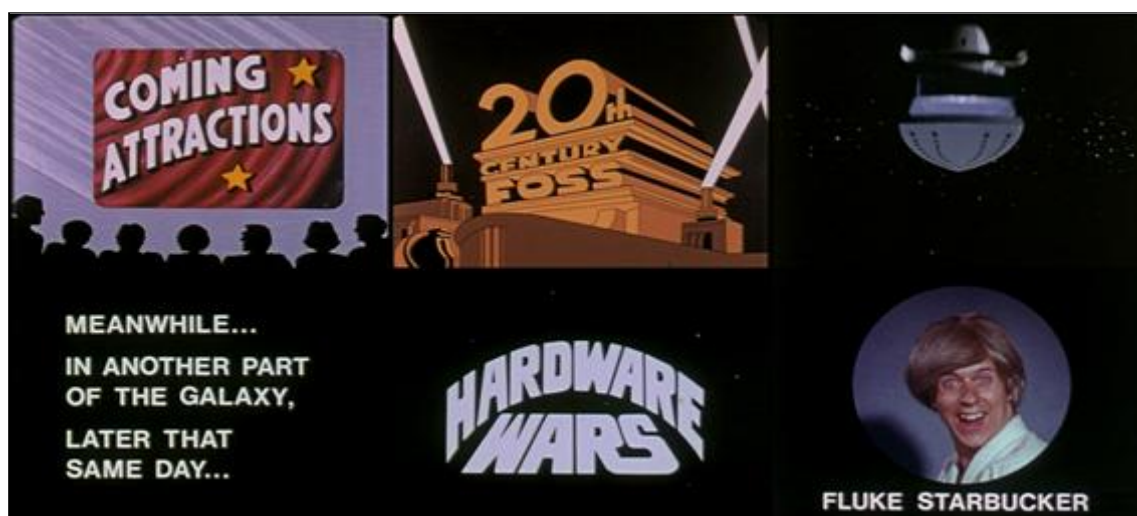 COMING
ATTRACTIONS
20th
CENTURY
FOSS
MEANWHILE...
IN ANOTHER PART
OF THE GALAXY,
LATER THAT
SAME DAY...
HARDWARE
WARS
FLUKE STARBUCKER